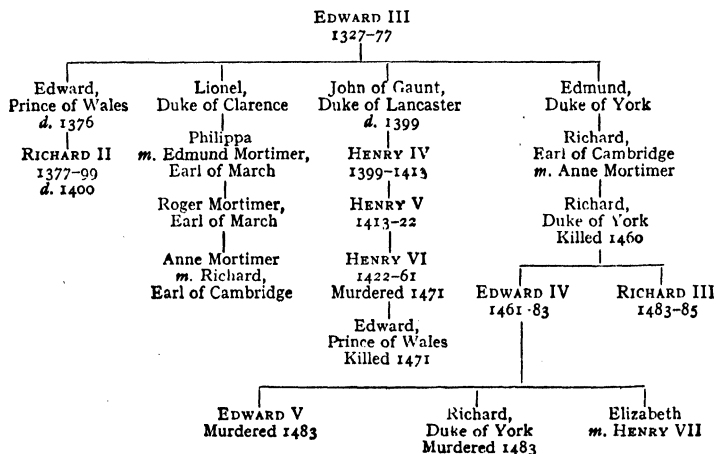 EDWARD III
1327–77
Edward,
Prince of Wales
d. 1376
RICHARD II
1377–99
d. 1400
Lionel,
Duke of Clarence
Philippa
m. Edmund Mortimer,
Earl of March
Roger Mortimer,
Earl of March
Anne Mortimer
m. Richard,
Earl of Cambridge
John of Gaunt,
Duke of Lancaster
d. 1399
HENRY IV
1399–1413
HENRY V
1413–22
HENRY VI
1422–61
Murdered 1471
Edward,
Prince of Wales
Killed 1471
Edmund,
Duke of York
Richard,
Earl of Cambridge
m. Anne Mortimer
Richard,
Duke of York
Killed 1460
EDWARD IV
1461-83
RICHARD III
1483–85
EDWARD V
Murdered 1483
Richard,
Duke of York
Murdered 1483
Elizabeth
m. HENRY VII